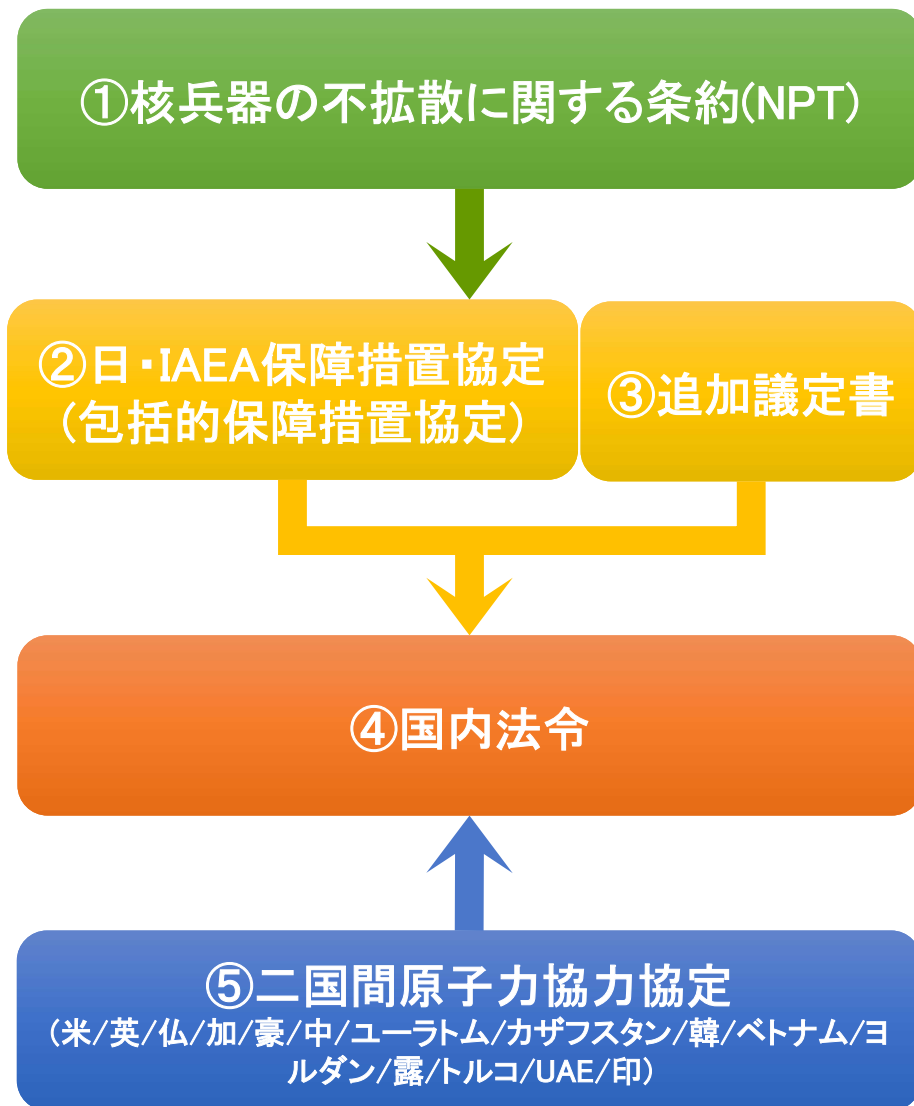 ①核兵器の不拡散に関する条約(NPT)
②日・IAEA保障措置協定
（包括的保障措置協定）
③追加議定書
④国内法令
⑤二国間原子力協力協定
（米/英/仏/加/豪/中/ユーラトム/カザフスタン/韓/ベトナム/ヨ
ルダン/露/トルコ/UAE/印）